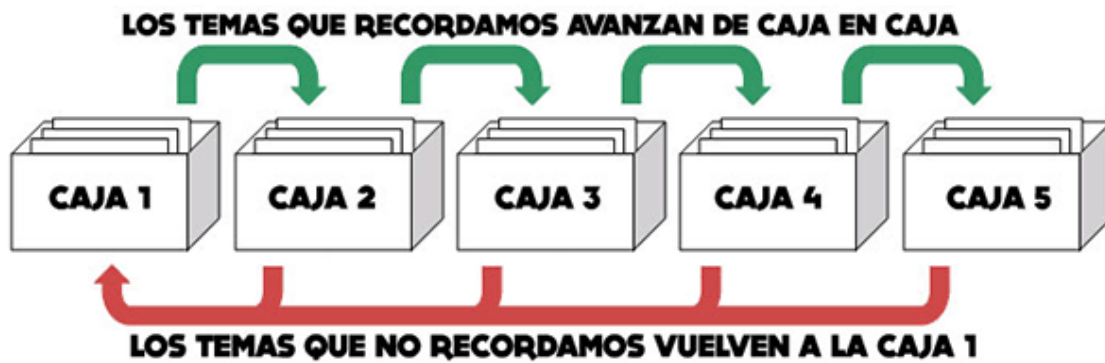 LOS TEMAS QUE RECORDAMOS AVANZAN DE CAJA EN CAJA
CAJA 1
CAJA 2
CAJA 3
CAJA 4
CAJA 5
LOS TEMAS QUE NO RECORDAMOS VUELVEN A LA CAJA 1